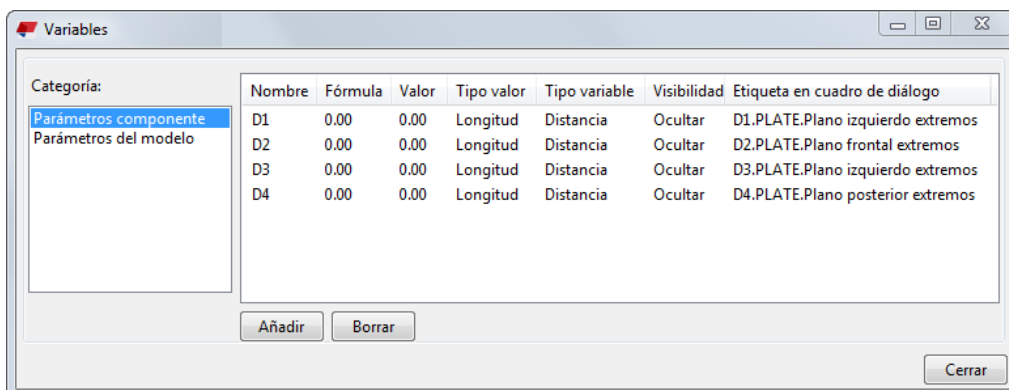 Variables
Categoría:
Parámetros componente
Parámetros del modelo
Nombre Fórmula Valor Tipo valor Tipo variable Visibilidad Etiqueta en cuadro de diálogo
D1 0.00 0.00 Longitud Distancia Ocultar D1.PLATE.Plano izquierdo extremos
D2 0.00 0.00 Longitud Distancia Ocultar D2.PLATE.Plano frontal extremos
D3 0.00 0.00 Longitud Distancia Ocultar D3.PLATE.Plano izquierdo extremos
D4 0.00 0.00 Longitud Distancia Ocultar D4.PLATE.Plano posterior extremos
Añadir Borrar
Cerrar